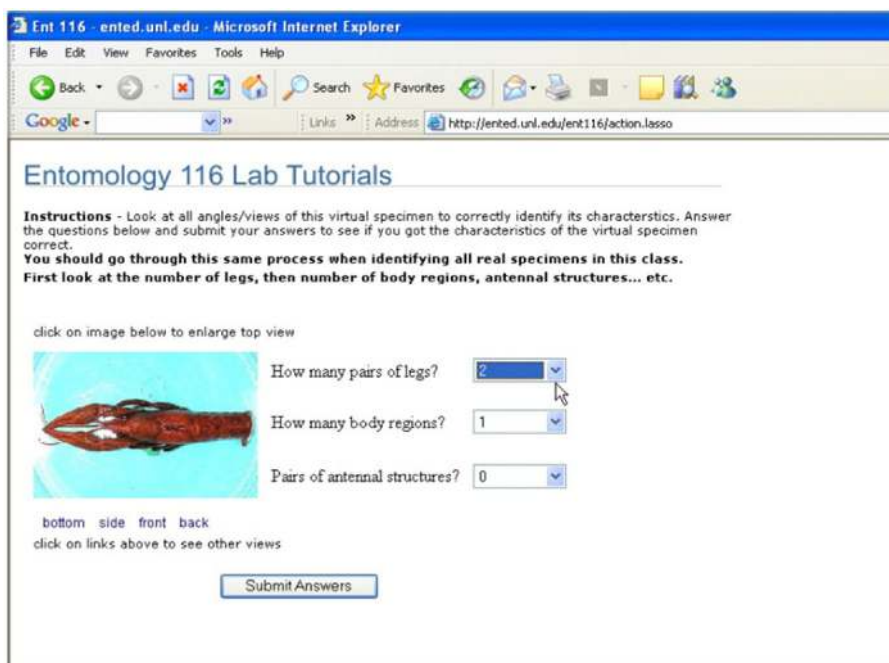 Ent 116 - ented.unl.edu - Microsoft Internet Explorer
File Edit View Favorites Tools Help
Back Search Favorites
Google Links » Address http://ented.unl.edu/ent116/action.lasso
Entomology 116 Lab Tutorials
Instructions - Look at all angles/views of this virtual specimen to correctly identify its characterstics. Answer
the questions below and submit your answers to see if you got the characteristics of the virtual specimen
correct.
You should go through this same process when identifying all real specimens in this class.
First look at the number of legs, then number of body regions, antennal structures... etc.
click on image below to enlarge top view
How many pairs of legs? 2
How many body regions? 1
Pairs of antennal structures? 0
bottom side front back
click on links above to see other views
Submit Answers